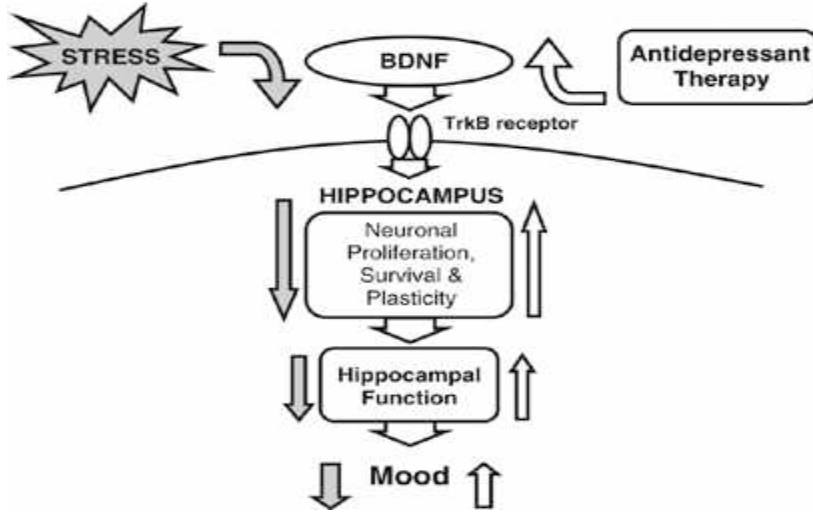 STRESS
BDNF
Antidepressant
Therapy
TrkB receptor
HIPPOCAMPUS
Neuronal
Proliferation,
Survival &
Plasticity
Hippocampal
Function
Mood